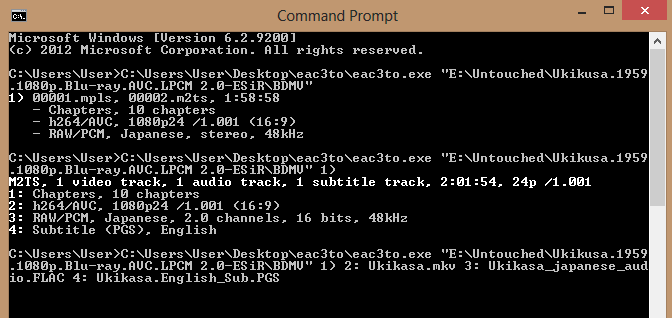 Command Prompt
Microsoft Windows [Version 6.2.9200]
(c) 2012 Microsoft Corporation. All rights reserved.
C:\Users\User>C:\Users\User\Desktop\eac3to\eac3to.exe "E:\Untouched\Ukikusa.1959
.1080p.Blu-ray.AVC.LPCM 2.0-ESiR\BDMV"
1) 00001.mpls, 00002.m2ts, 1:58:58
- Chapters, 10 chapters
- h264/AVC, 1080p24 /1.001 (16:9)
- RAW/PCM, Japanese, stereo, 48kHz
C:\Users\User>C:\Users\User\Desktop\eac3to\eac3to.exe "E:\Untouched\Ukikusa.1959
.1080p.Blu-ray.AVC.LPCM 2.0-ESiR\BDMV" 1)
M2TS, 1 video track, 1 audio track, 1 subtitle track, 2:01:54, 24p /1.001
1: Chapters, 10 chapters
2: h264/AVC, 1080p24 /1.001 (16:9)
3: RAW/PCM, Japanese, 2.0 channels, 16 bits, 48kHz
4: Subtitle (PGS), English
C:\Users\User>C:\Users\User\Desktop\eac3to\eac3to.exe "E:\Untouched\Ukikusa.1959
.1080p.Blu-ray.AVC.LPCM 2.0-ESiR\BDMV" 1) 2: Ukikasa.mkv 3: Ukikasa_japanese_aud
io.FLAC 4: Ukikasa.English_Sub.PGS